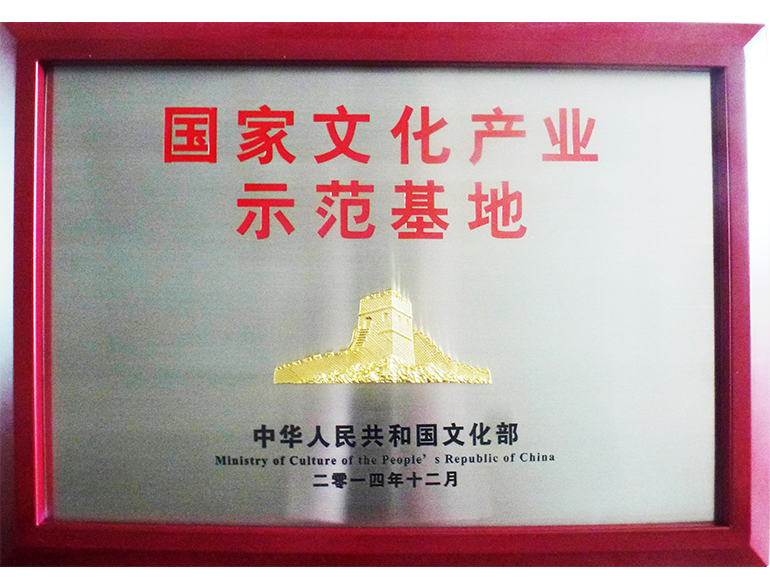 国家文化产业
示范基地
中华人民共和国文化部
Ministry of Culture of the People’s Republic of China
二零一四年十二月